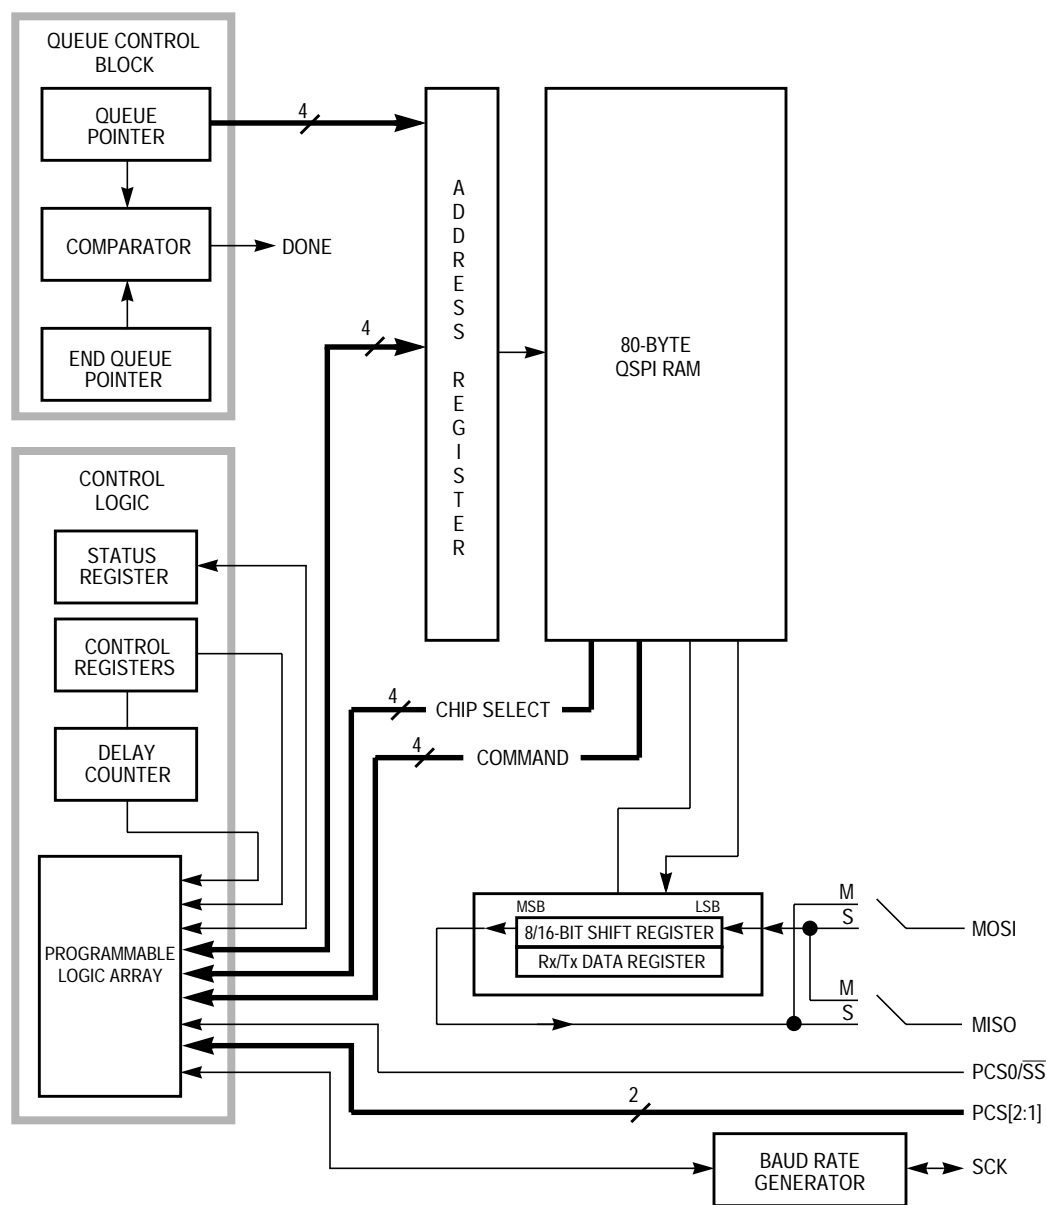 QUEUE CONTROL
BLOCK
QUEUE
POINTER
4
COMPARATOR
DONE
END QUEUE
POINTER
4
ADDRESS REGISTER
80-BYTE
QSPI RAM
CONTROL
LOGIC
STATUS
REGISTER
CONTROL
REGISTERS
DELAY
COUNTER
4
CHIP SELECT
4
COMMAND
PROGRAMMABLE
LOGIC ARRAY
MSB
LSB
8/16-BIT SHIFT REGISTER
Rx/Tx DATA REGISTER
M
S
MOSI
M
S
MISO
PCS0/S̅S̅
2
PCS[2:1]
BAUD RATE
GENERATOR
SCK